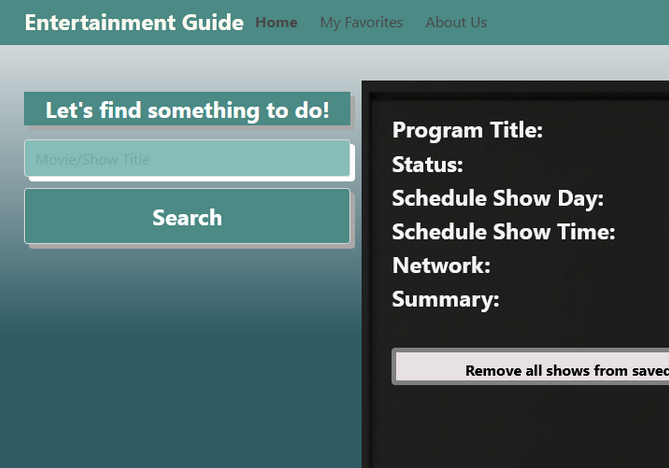 Entertainment Guide Home My Favorites About Us
Let's find something to do!
Movie/Show Title
Search
Program Title:
Status:
Schedule Show Day:
Schedule Show Time:
Network:
Summary:
Remove all shows from saved